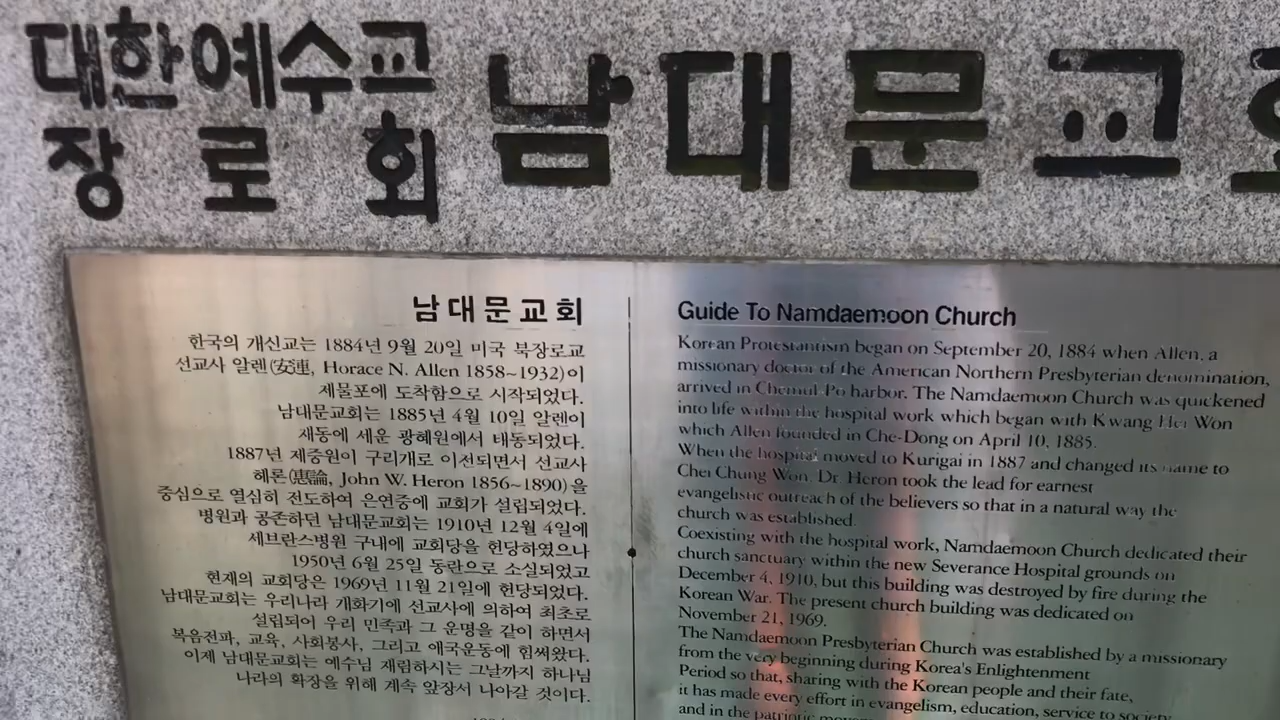 대한예수교
장로회
남대문교회
남대문교회
한국의 개신교는 1884년 9월 20일 미국 북장로교
선교사 알렌(安連, Horace N. Allen 1858~1932)이
제물포에 도착함으로 시작되었다.
남대문교회는 1885년 4월 10일 알렌이
재동에 세운 광혜원에서 태동되었다.
1887년 제중원이 구리개로 이전되면서 선교사
헤론(惠論, John W. Heron 1856~1890)을
중심으로 열심히 전도하여 은연중에 교회가 설립되었다.
병원과 공존하던 남대문교회는 1910년 12월 4일에
세브란스병원 구내에 교회당을 헌당하였으나
1950년 6월 25일 동란으로 소실되었고
현재의 교회당은 1969년 11월 21일에 헌당되었다.
남대문교회는 우리나라 개화기에 선교사에 의하여 최초로
설립되어 우리 민족과 그 운명을 같이 하면서
복음전파, 교육, 사회봉사, 그리고 애국운동에 힘써왔다.
이제 남대문교회는 예수님 재림하시는 그날까지 하나님
나라의 확장을 위해 계속 앞장서 나아갈 것이다.
Guide To Namdaemoon Church
Korean Protestantism began on September 20, 1884 when Allen, a
missionary doctor of the American Northern Presbyterian denomination,
arrived in Chemul-Po harbor. The Namdaemoon Church was quickened
into life within the hospital work which began with Kwang Hei Won
which Allen founded in Che-Dong on April 10, 1885.
When the hospital moved to Kurigai in 1887 and changed its name to
Chei Chung Won. Dr. Heron took the lead for earnest
evangelistic outreach of the believers so that in a natural way the
church was established.
Coexisting with the hospital work, Namdaemoon Church dedicated their
church sanctuary within the new Severance Hospital grounds on
December 4, 1910, but this building was destroyed by fire during the
Korean War. The present church building was dedicated on
November 21, 1969.
The Namdaemoon Presbyterian Church was established by a missionary
from the very beginning during Korea's Enlightenment
Period so that, sharing with the Korean people and their fate,
it has made every effort in evangelism, education, service to society
and in the patriotic